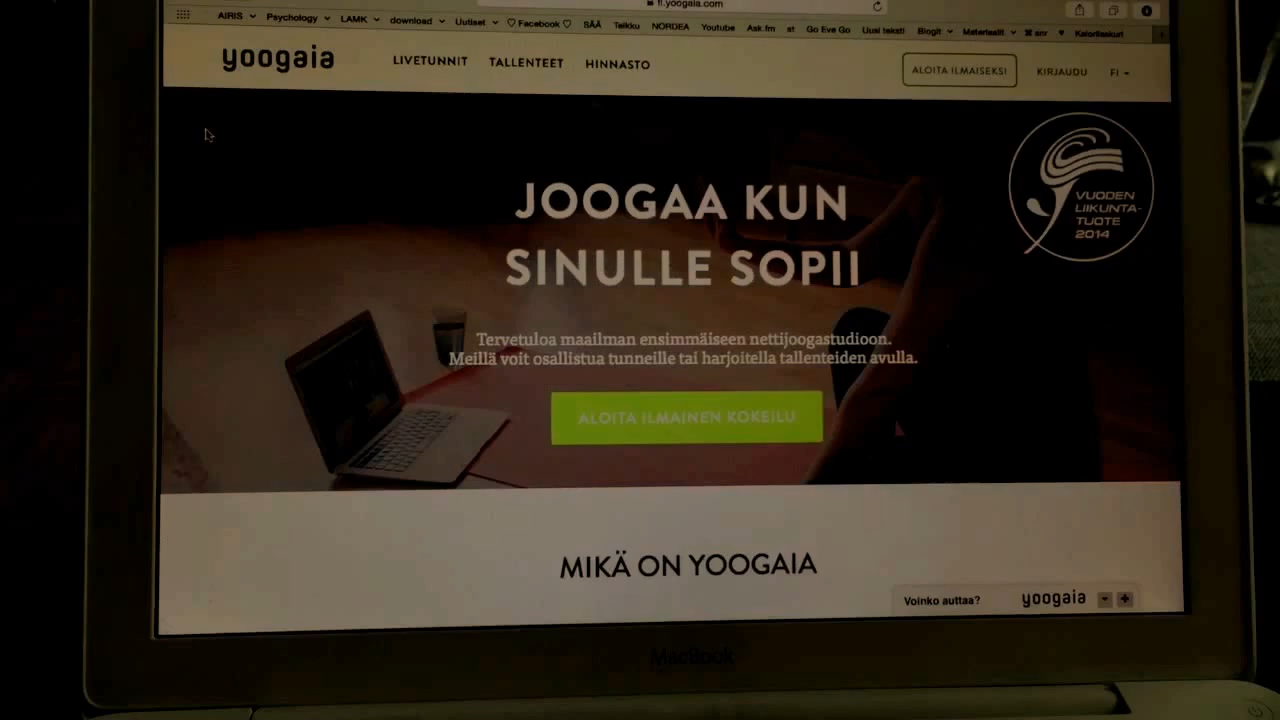 fi.yoogaia.com
AIRIS Psychology LAMK download Uutiset ♡ Facebook ♡ SÄÄ Telkku NORDEA Youtube Ask.fm st Go Eve Go Uusi teksti Blogit Materiaalit ⌘ snr Kalorilaskuri
yoogaia LIVETUNNIT TALLENTEET HINNASTO ALOITA ILMAISEKSI KIRJAUDU FI
VUODEN
LIIKUNTA-
TUOTE
2014
JOOGAA KUN
SINULLE SOPII
Tervetuloa maailman ensimmäiseen nettijoogastudioon.
Meillä voit osallistua tunneille tai harjoitella tallenteiden avulla.
ALOITA ILMAINEN KOKEILU
MIKÄ ON YOOGAIA
Voinko auttaa? yoogaia
MacBook